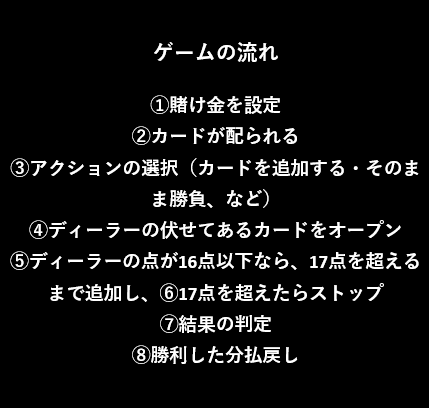 ゲームの流れ
①賭け金を設定
②カードが配られる
③アクションの選択（カードを追加する・そのま
ま勝負、など）
④ディーラーの伏せてあるカードをオープン
⑤ディーラーの点が16点以下なら、17点を超える
まで追加し、⑥17点を超えたらストップ
⑦結果の判定
⑧勝利した分払戻し